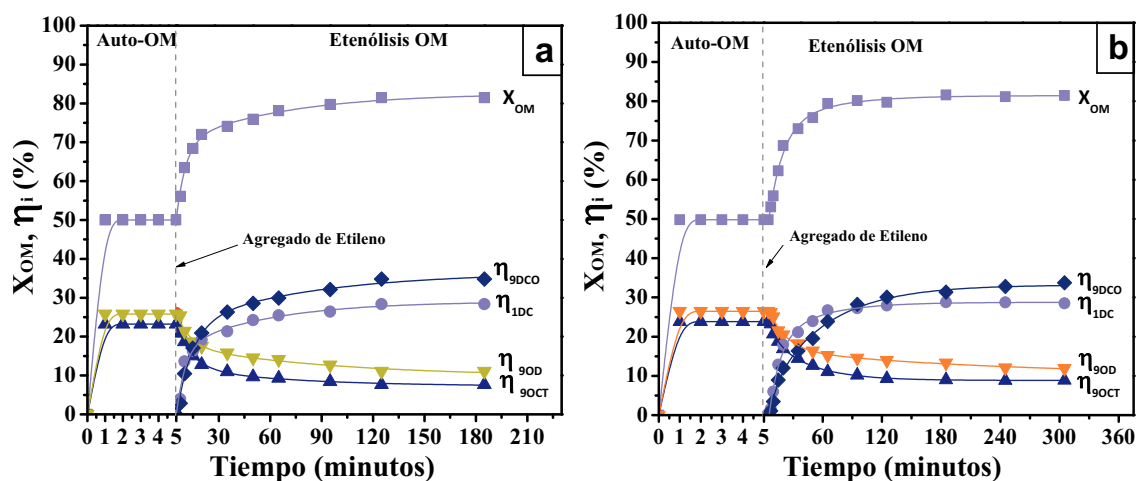 a
Auto-OM Etenólisis OM
X_OM
Agregado de Etileno
η_9DCO
η_1DC
η_9OD
η_9OCT
X_OM, η_i (%)
100
90
80
70
60
50
40
30
20
10
0
0 1 2 3 4 5 30 60 90 120 150 180 210
Tiempo (minutos)
b
Auto-OM Etenólisis OM
X_OM
Agregado de Etileno
η_9DCO
η_1DC
η_9OD
η_9OCT
X_OM, η_i (%)
100
90
80
70
60
50
40
30
20
10
0
0 1 2 3 4 5 60 120 180 240 300 360
Tiempo (minutos)